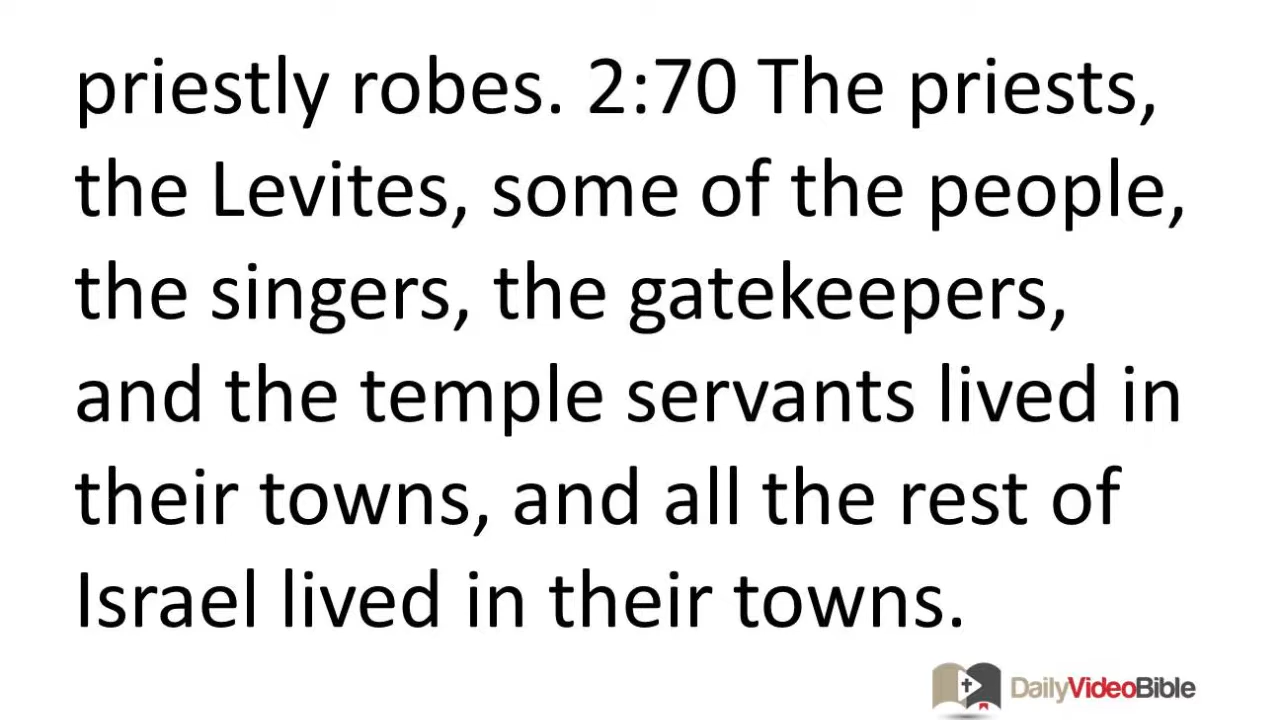 priestly robes. 2:70 The priests,
the Levites, some of the people,
the singers, the gatekeepers,
and the temple servants lived in
their towns, and all the rest of
Israel lived in their towns.
DailyVideoBible